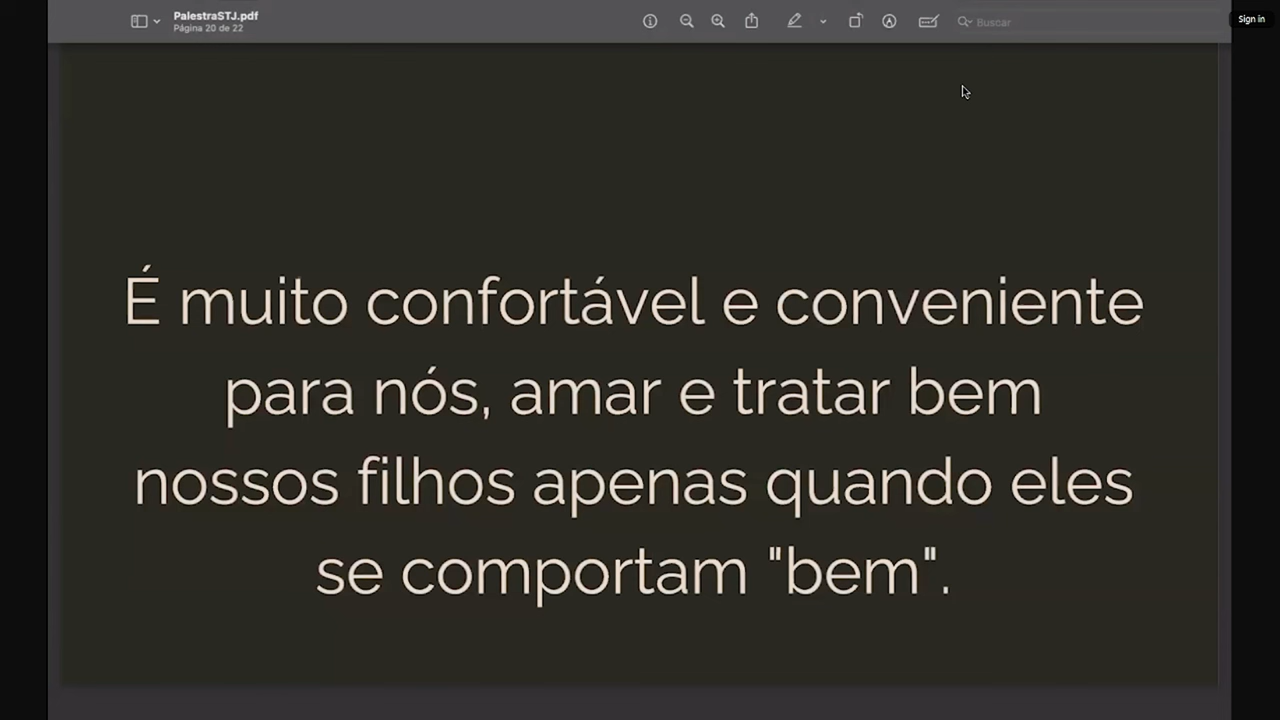 PalestraSTJ.pdf
Página 20 de 22
Buscar
Sign in
É muito confortável e conveniente
para nós, amar e tratar bem
nossos filhos apenas quando eles
se comportam "bem".